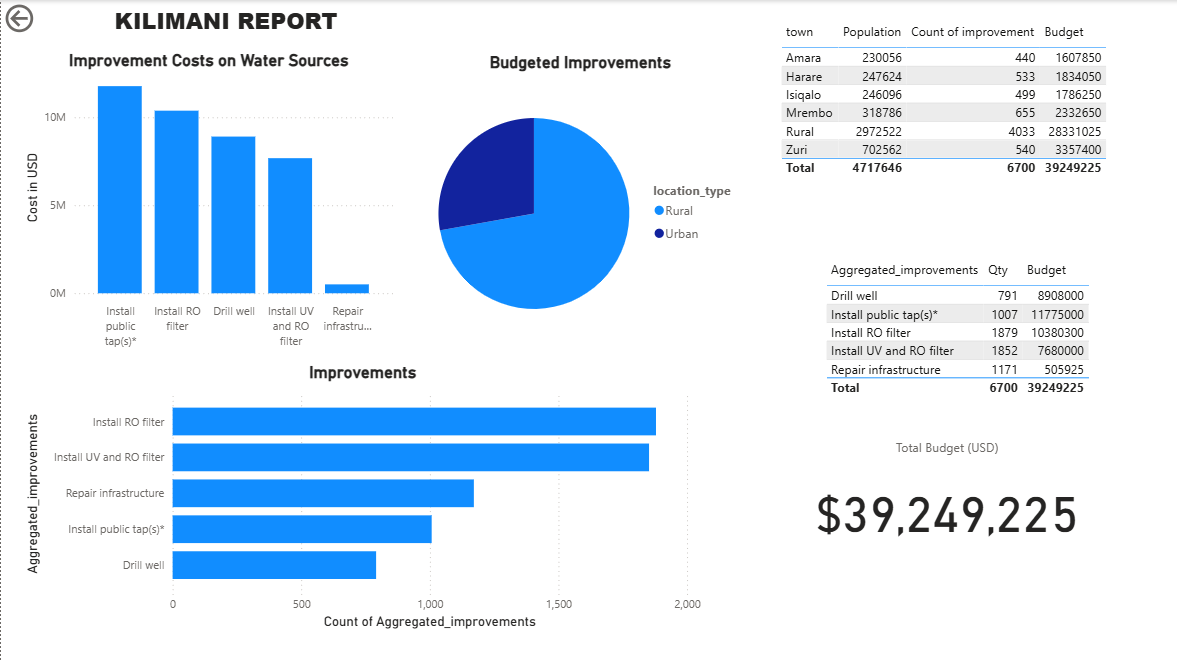 KILIMANI REPORT
Improvement Costs on Water Sources
Cost in USD
10M
5M
0M
Install public tap(s)*
Install RO filter
Drill well
Install UV and RO filter
Repair infrastru...
Budgeted Improvements
location_type
Rural
Urban
town Population Count of improvement Budget
Amara 230056 440 1607850
Harare 247624 533 1834050
Isiqalo 246096 499 1786250
Mrembo 318786 655 2332650
Rural 2972522 4033 28331025
Zuri 702562 540 3357400
Total 4717646 6700 39249225
Aggregated_improvements Qty Budget
Drill well 791 8908000
Install public tap(s)* 1007 11775000
Install RO filter 1879 10380300
Install UV and RO filter 1852 7680000
Repair infrastructure 1171 505925
Total 6700 39249225
Improvements
Aggregated_improvements
Install RO filter
Install UV and RO filter
Repair infrastructure
Install public tap(s)*
Drill well
0 500 1,000 1,500 2,000
Count of Aggregated_improvements
Total Budget (USD)
$39,249,225